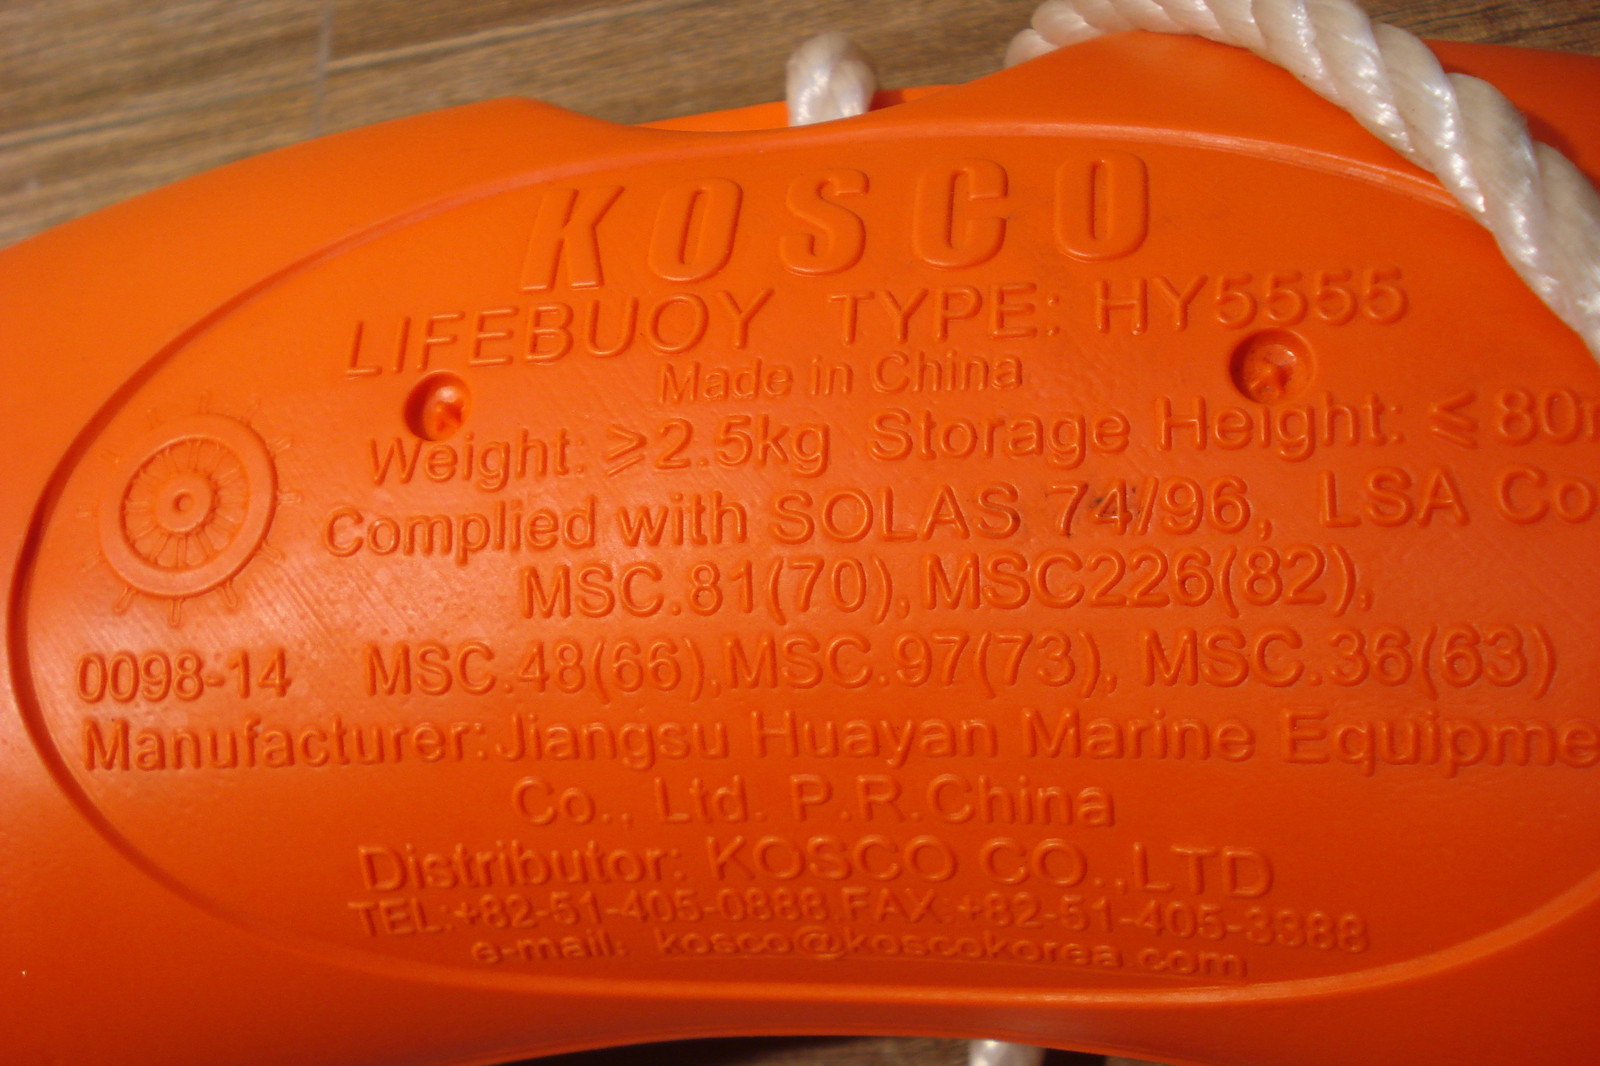 KOSCO
LIFEBUOY TYPE: HY5555
Made in China
Weight: ≥2.5kg Storage Height: ≤80
Complied with SOLAS 74/96, LSA Co
MSC.81(70), MSC226(82),
0098-14 MSC.48(66),MSC.97(73), MSC.36(63)
Manufacturer:Jiangsu Huayan Marine Equipme
Co., Ltd. P.R.China
Distributor: KOSCO CO.,LTD
TEL:+82-51-405-0888 FAX:+82-51-405-3388
e-mail: kosco@koscokorea.com